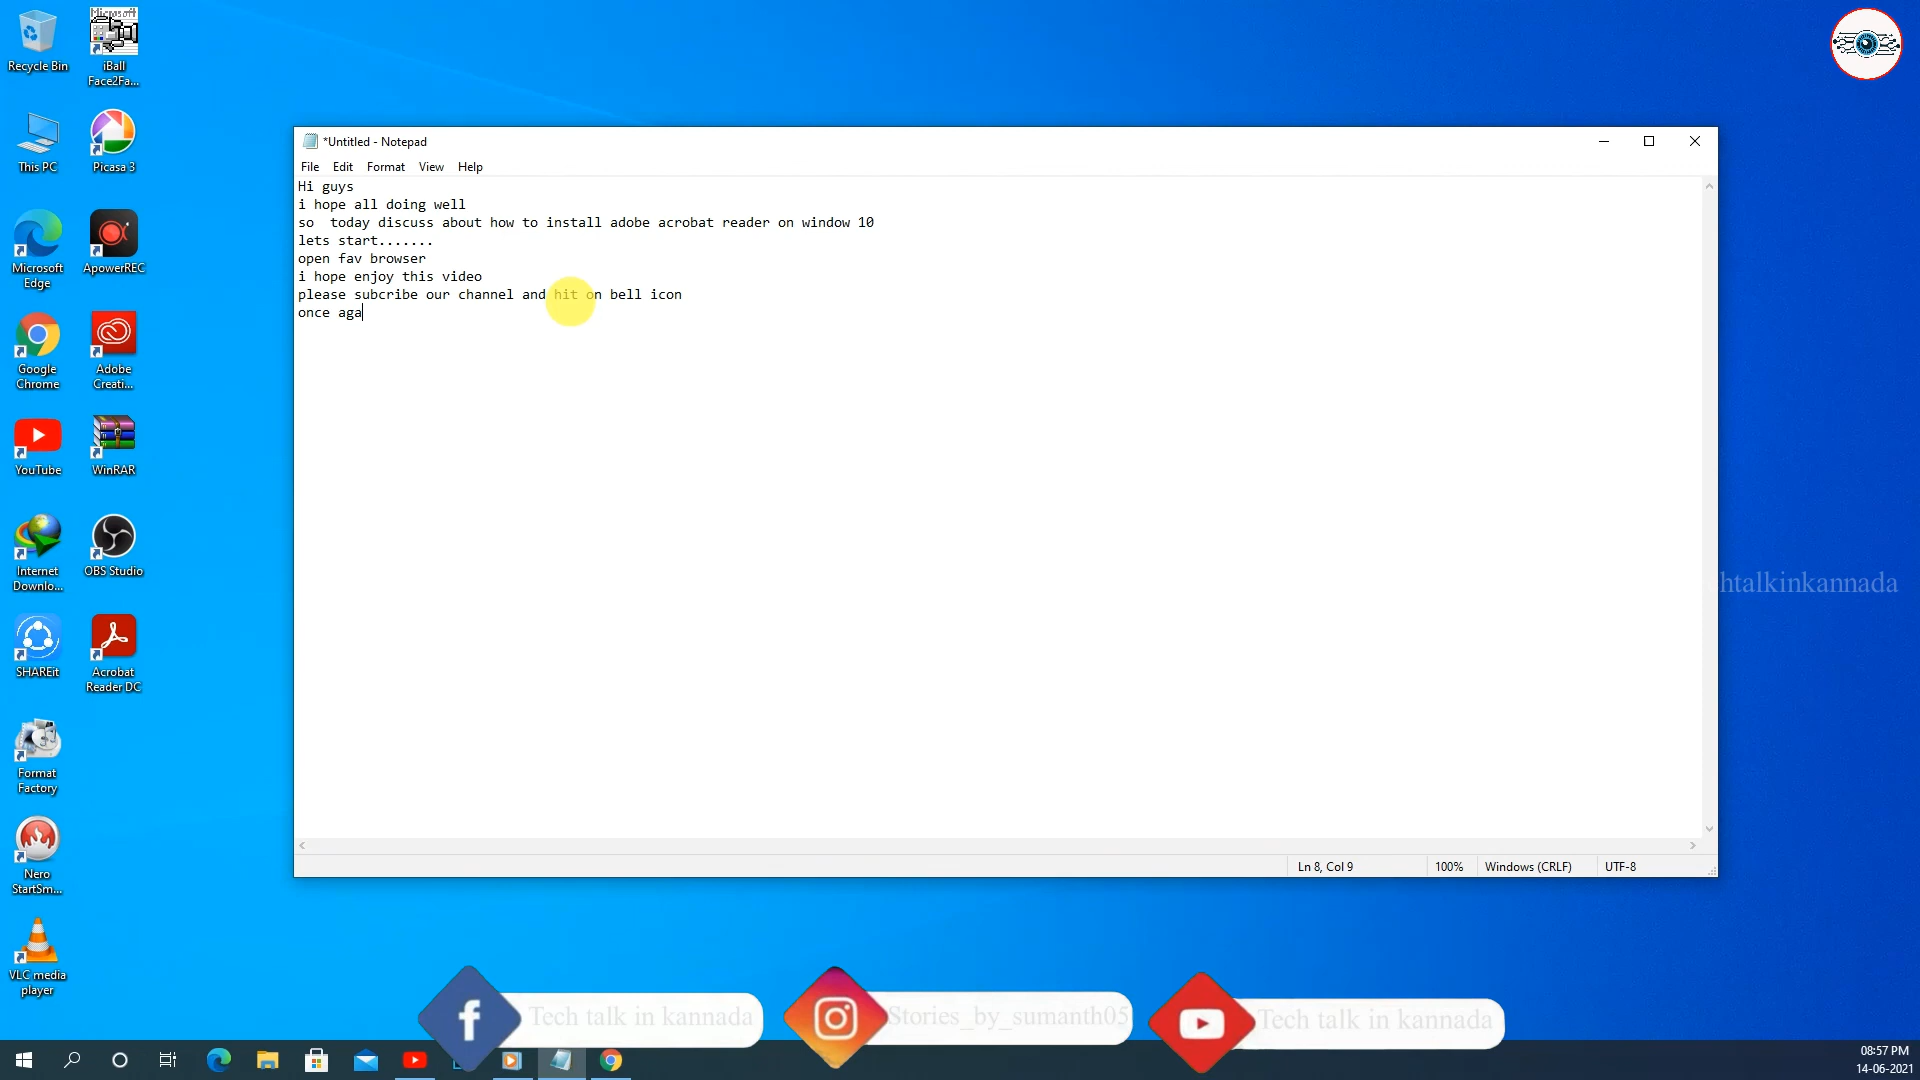 Recycle Bin
Microsoft
iBall
Face2Fa...
This PC
Picasa 3
Microsoft
Edge
ApowerREC
Google
Chrome
Adobe
Creati...
YouTube
WinRAR
Internet
Downlo...
OBS Studio
SHAREit
Acrobat
Reader DC
Format
Factory
Nero
StartSm...
VLC media
player
*Untitled - Notepad
File Edit Format View Help
Hi guys
i hope all doing well
so  today discuss about how to install adobe acrobat reader on window 10
lets start.......
open fav browser
i hope enjoy this video
please subcribe our channel and hit on bell icon
once aga
Ln 8, Col 9
100%
Windows (CRLF)
UTF-8
htalkinkannada
Tech talk in kannada
Stories_by_sumanth05
Tech talk in kannada
08:57 PM
14-06-2021